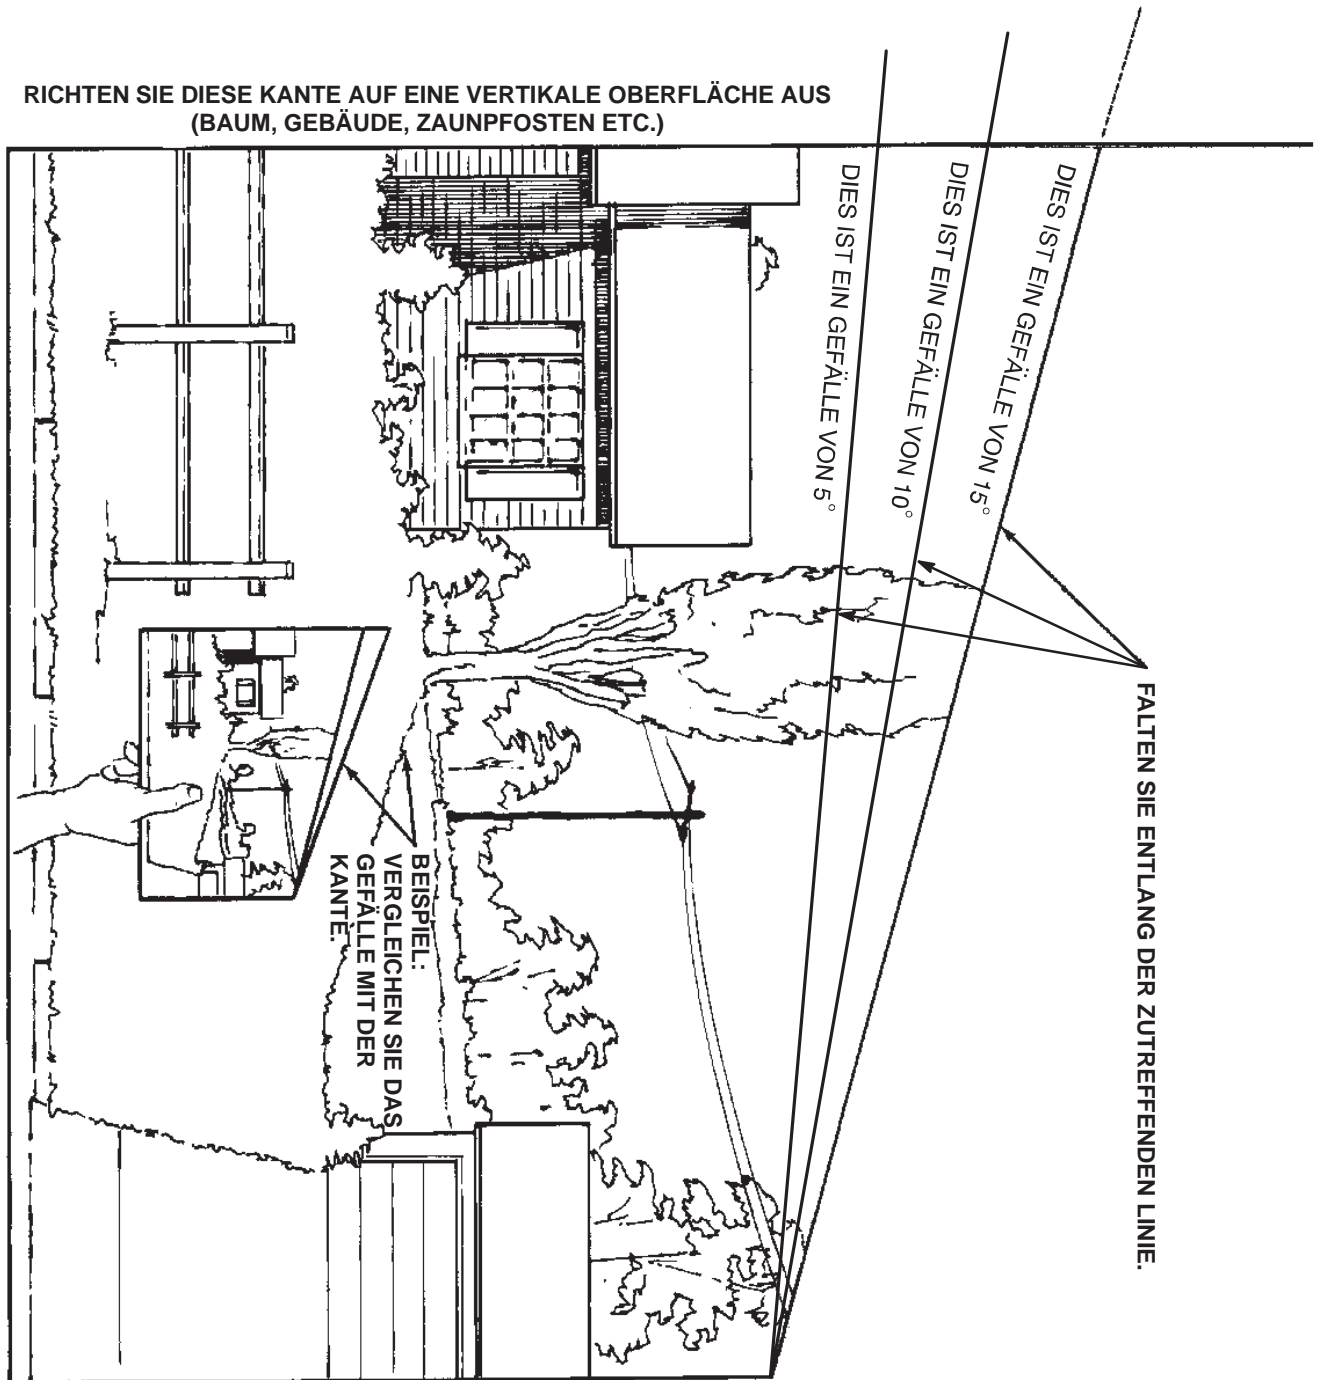 RICHTEN SIE DIESE KANTE AUF EINE VERTIKALE OBERFLÄCHE AUS
(BAUM, GEBÄUDE, ZAUNPFOSTEN ETC.)
DIES IST EIN GEFÄLLE VON 5°
DIES IST EIN GEFÄLLE VON 10°
DIES IST EIN GEFÄLLE VON 15°
FALTEN SIE ENTLANG DER ZUTREFFENDEN LINIE.
BEISPIEL:
VERGLEICHEN SIE DAS
GEFÄLLE MIT DER
KANTE.